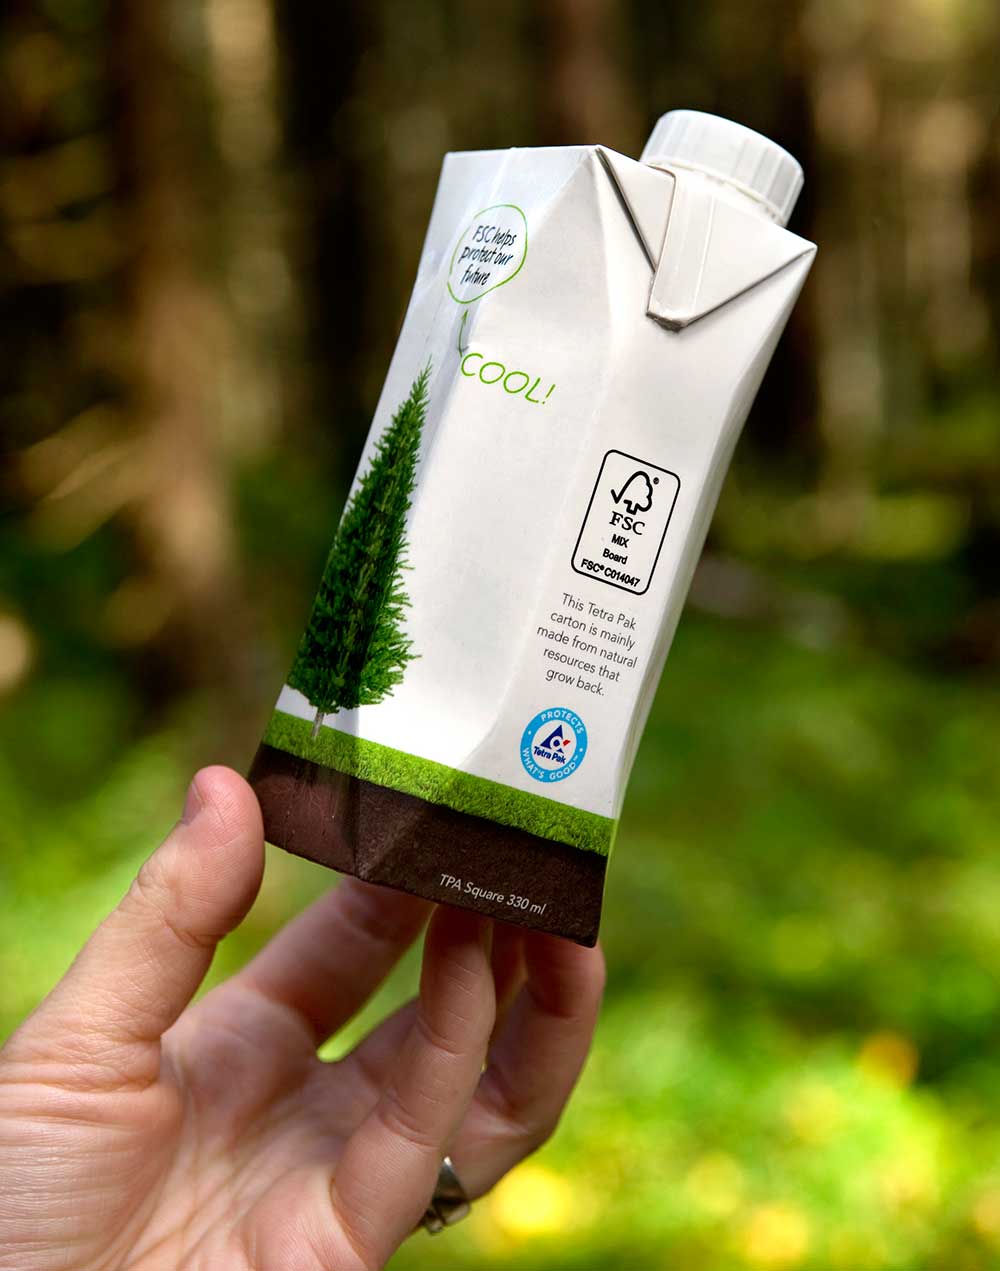 FSC helps
protect our
future
COOL!
FSC®
MIX
Board
FSC® C014047
This Tetra Pak
carton is mainly
made from natural
resources that
grow back.
PROTECTS
Tetra Pak
WHAT'S GOOD™
TPA Square 330 ml